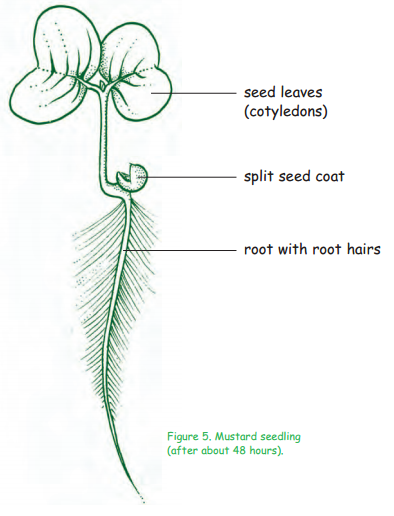 seed leaves
(cotyledons)
split seed coat
root with root hairs
Figure 5. Mustard seedling
(after about 48 hours).